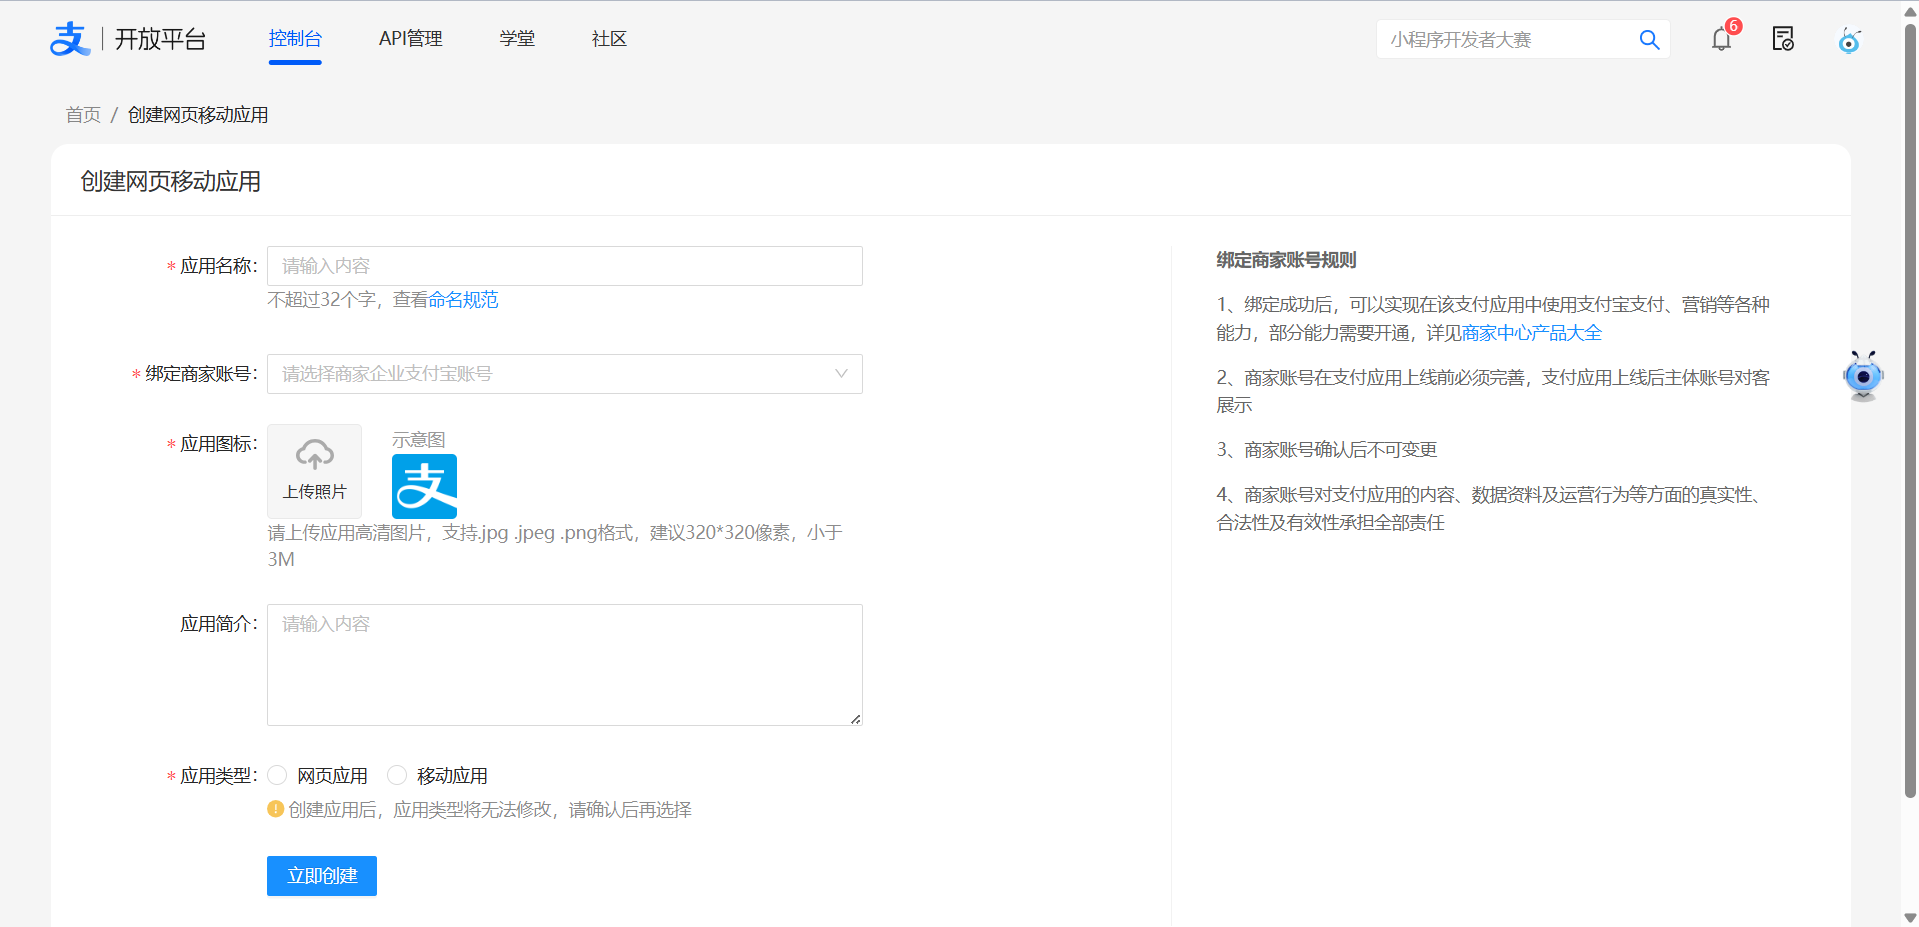 支 开放平台 控制台 API管理 学堂 社区 小程序开发者大赛 6
首页 / 创建网页移动应用
创建网页移动应用
* 应用名称: 请输入内容
不超过32个字，查看命名规范
* 绑定商家账号: 请选择商家企业支付宝账号
* 应用图标: 上传照片 示意图
支
请上传应用高清图片，支持.jpg .jpeg .png格式，建议320*320像素，小于
3M
应用简介: 请输入内容
* 应用类型: 网页应用 移动应用
创建应用后，应用类型将无法修改，请确认后再选择
立即创建
绑定商家账号规则
1、绑定成功后，可以实现在该支付应用中使用支付宝支付、营销等各种
能力，部分能力需要开通，详见商家中心产品大全
2、商家账号在支付应用上线前必须完善，支付应用上线后主体账号对客
展示
3、商家账号确认后不可变更
4、商家账号对支付应用的内容、数据资料及运营行为等方面的真实性、
合法性及有效性承担全部责任